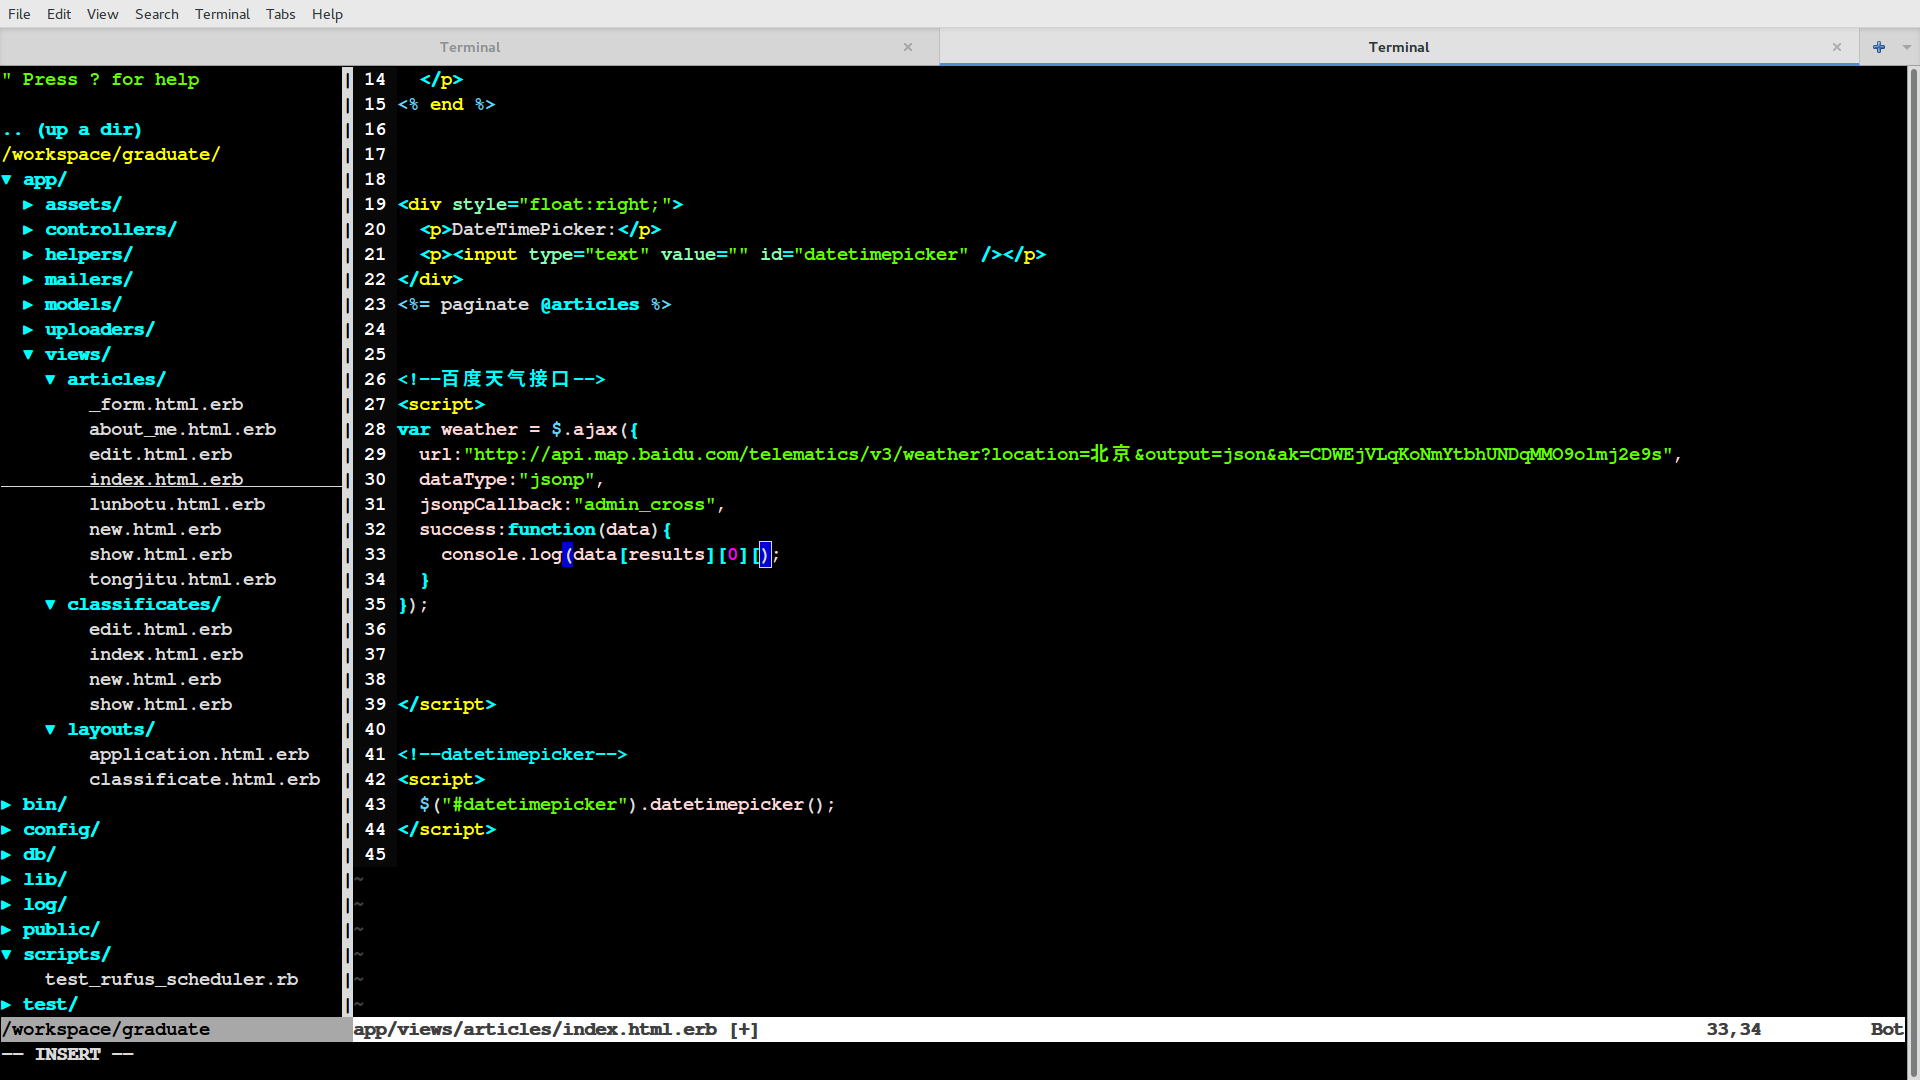 File Edit View Search Terminal Tabs Help
Terminal × Terminal ×
" Press ? for help
.. (up a dir)
/workspace/graduate/
▼ app/
▶ assets/
▶ controllers/
▶ helpers/
▶ mailers/
▶ models/
▶ uploaders/
▼ views/
▼ articles/
_form.html.erb
about_me.html.erb
edit.html.erb
index.html.erb
lunbotu.html.erb
new.html.erb
show.html.erb
tongjitu.html.erb
▼ classificates/
edit.html.erb
index.html.erb
new.html.erb
show.html.erb
▼ layouts/
application.html.erb
classificate.html.erb
▶ bin/
▶ config/
▶ db/
▶ lib/
▶ log/
▶ public/
▼ scripts/
test_rufus_scheduler.rb
▶ test/
/workspace/graduate
14 </p>
15 <% end %>
16
17
18
19 <div style="float:right;">
20 <p>DateTimePicker:</p>
21 <p><input type="text" value="" id="datetimepicker" /></p>
22 </div>
23 <%= paginate @articles %>
24
25
26 <!--百度天气接口-->
27 <script>
28 var weather = $.ajax({
29 url:"http://api.map.baidu.com/telematics/v3/weather?location=北京&output=json&ak=CDWEjVLqKoNmYtbhUNDqMMO9olmj2e9s",
30 dataType:"jsonp",
31 jsonpCallback:"admin_cross",
32 success:function(data){
33 console.log(data[results][0][);
34 }
35 });
36
37
38
39 </script>
40
41 <!--datetimepicker-->
42 <script>
43 $("#datetimepicker").datetimepicker();
44 </script>
45
~
~
~
~
~
~
app/views/articles/index.html.erb [+] 33,34 Bot
-- INSERT --